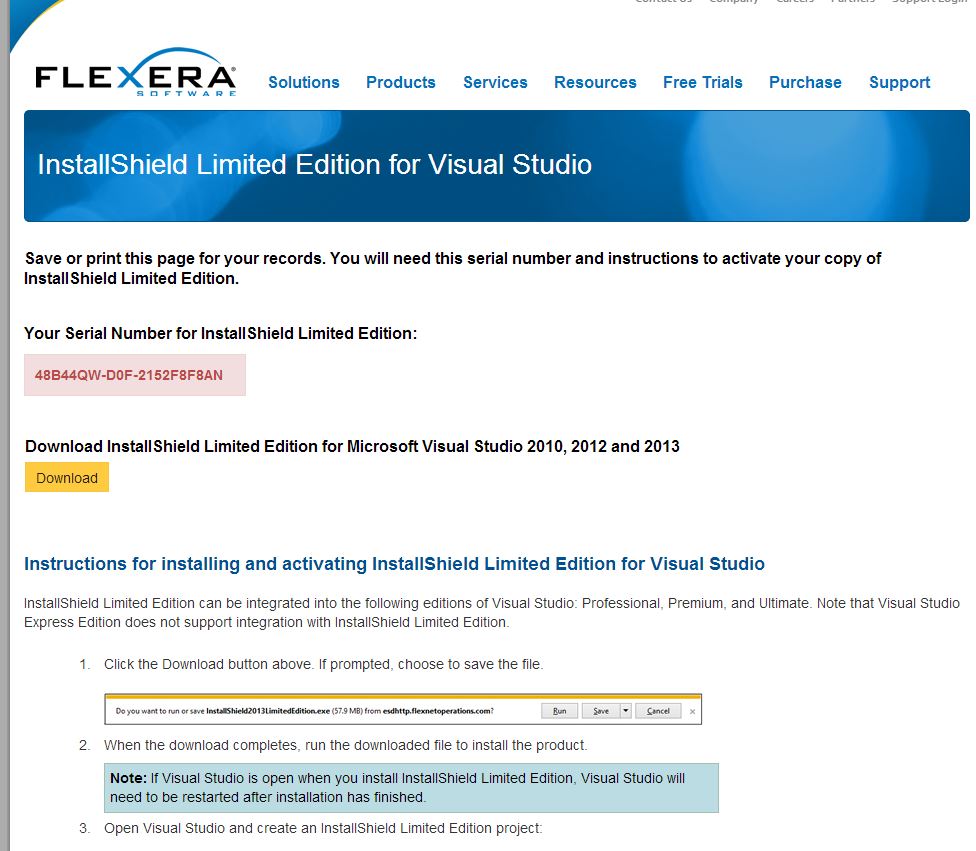 Contact Us Company Careers Partners Support Login
FLEXERA
SOFTWARE
Solutions Products Services Resources Free Trials Purchase Support
InstallShield Limited Edition for Visual Studio
Save or print this page for your records. You will need this serial number and instructions to activate your copy of
InstallShield Limited Edition.
Your Serial Number for InstallShield Limited Edition:
48B44QW-D0F-2152F8F8AN
Download InstallShield Limited Edition for Microsoft Visual Studio 2010, 2012 and 2013
Download
Instructions for installing and activating InstallShield Limited Edition for Visual Studio
InstallShield Limited Edition can be integrated into the following editions of Visual Studio: Professional, Premium, and Ultimate. Note that Visual Studio
Express Edition does not support integration with InstallShield Limited Edition.
1. Click the Download button above. If prompted, choose to save the file.
Do you want to run or save InstallShield2013LimitedEdition.exe (57.9 MB) from esdhttp.flexnetoperations.com? Run Save Cancel ×
2. When the download completes, run the downloaded file to install the product.
Note: If Visual Studio is open when you install InstallShield Limited Edition, Visual Studio will
need to be restarted after installation has finished.
3. Open Visual Studio and create an InstallShield Limited Edition project: